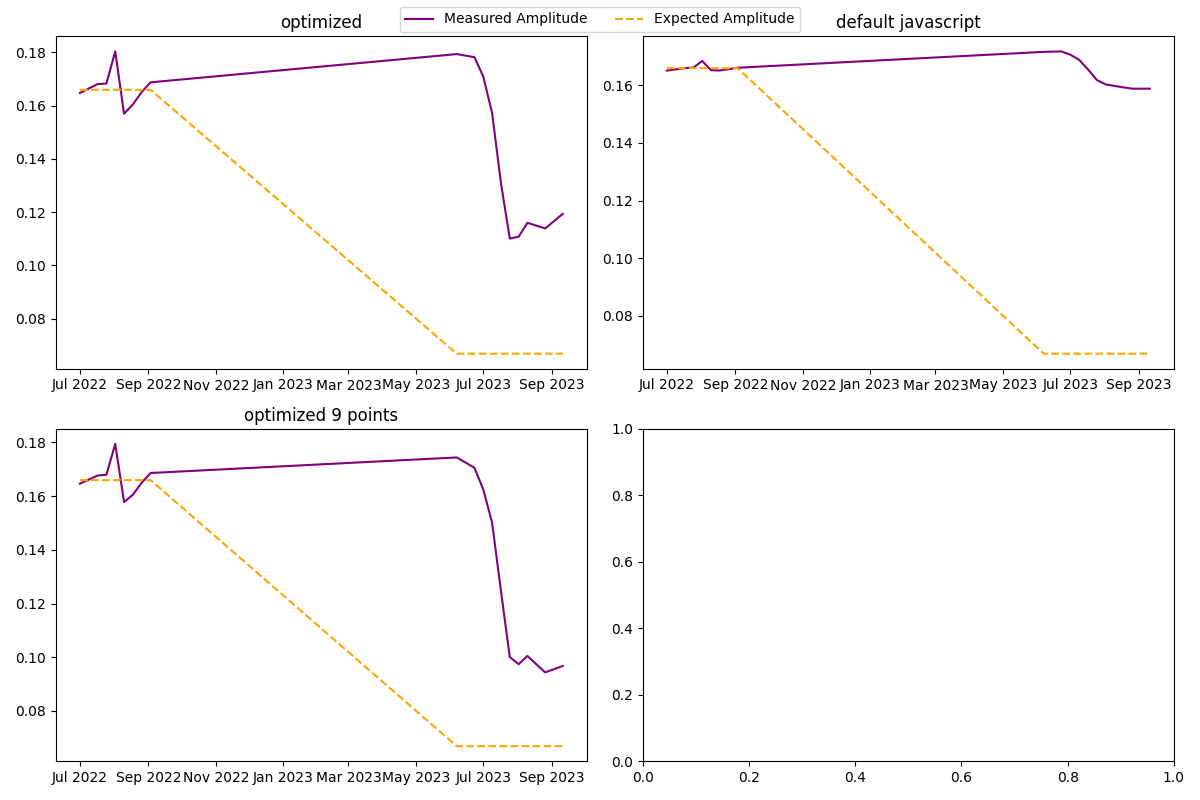 Measured Amplitude Expected Amplitude
optimized
0.18
0.16
0.14
0.12
0.10
0.08
Jul 2022 Sep 2022 Nov 2022 Jan 2023 Mar 2023 May 2023 Jul 2023 Sep 2023
default javascript
0.16
0.14
0.12
0.10
0.08
Jul 2022 Sep 2022 Nov 2022 Jan 2023 Mar 2023 May 2023 Jul 2023 Sep 2023
optimized 9 points
0.18
0.16
0.14
0.12
0.10
0.08
Jul 2022 Sep 2022 Nov 2022 Jan 2023 Mar 2023 May 2023 Jul 2023 Sep 2023
1.0
0.8
0.6
0.4
0.2
0.0
0.0 0.2 0.4 0.6 0.8 1.0